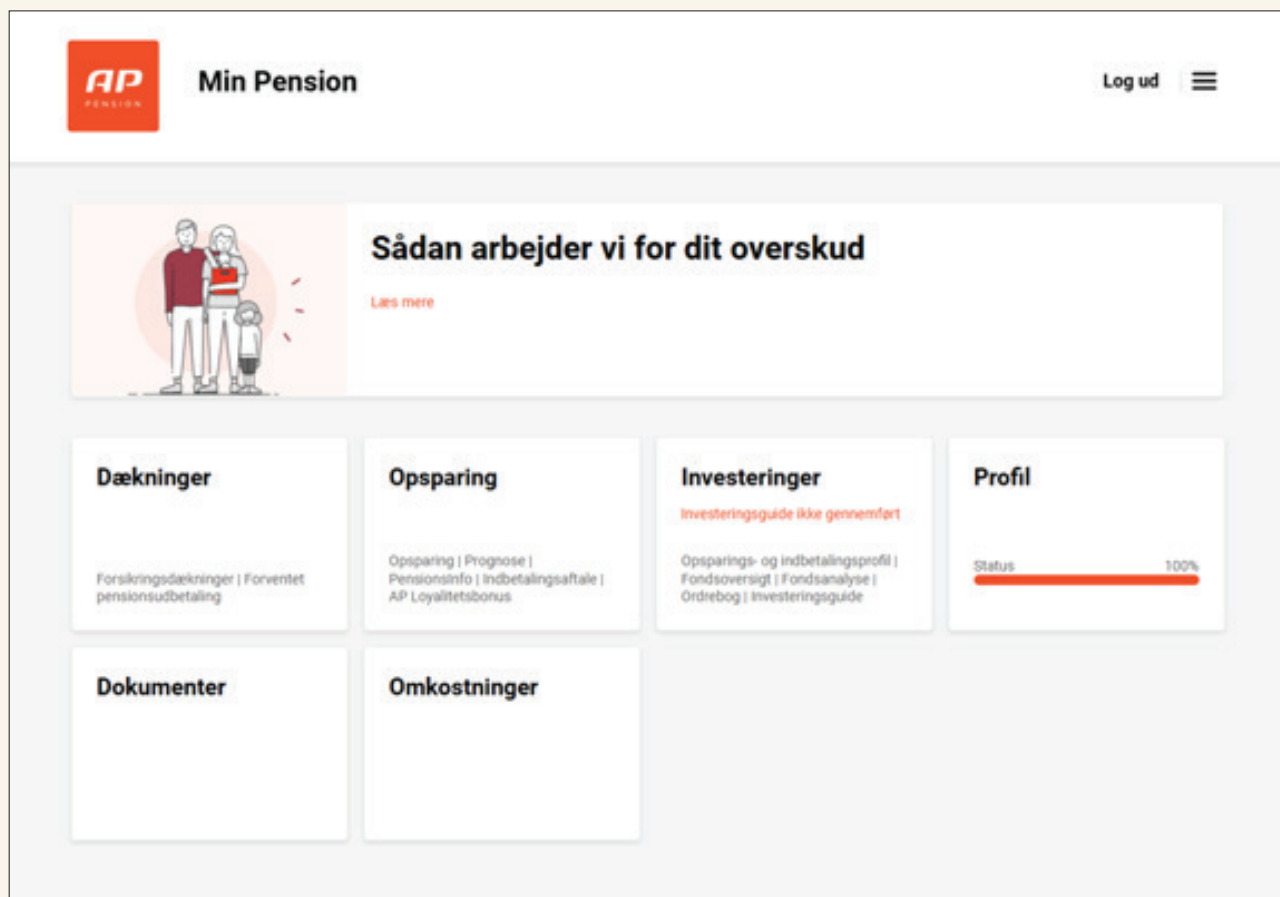 AP
PENSION
Min Pension
Log ud
Sådan arbejder vi for dit overskud
Læs mere
Dækninger
Forsikringsdækninger | Forventet
pensionsudbetaling
Opsparing
Opsparing | Prognose |
PensionsInfo | Indbetalingsaftale |
AP Loyalitetsbonus
Investeringer
Investeringsguide ikke gennemført
Opsparings- og indbetalingsprofil |
Fondsoversigt | Fondsanalyse |
Ordrebog | Investeringsguide
Profil
Status 100%
Dokumenter
Omkostninger